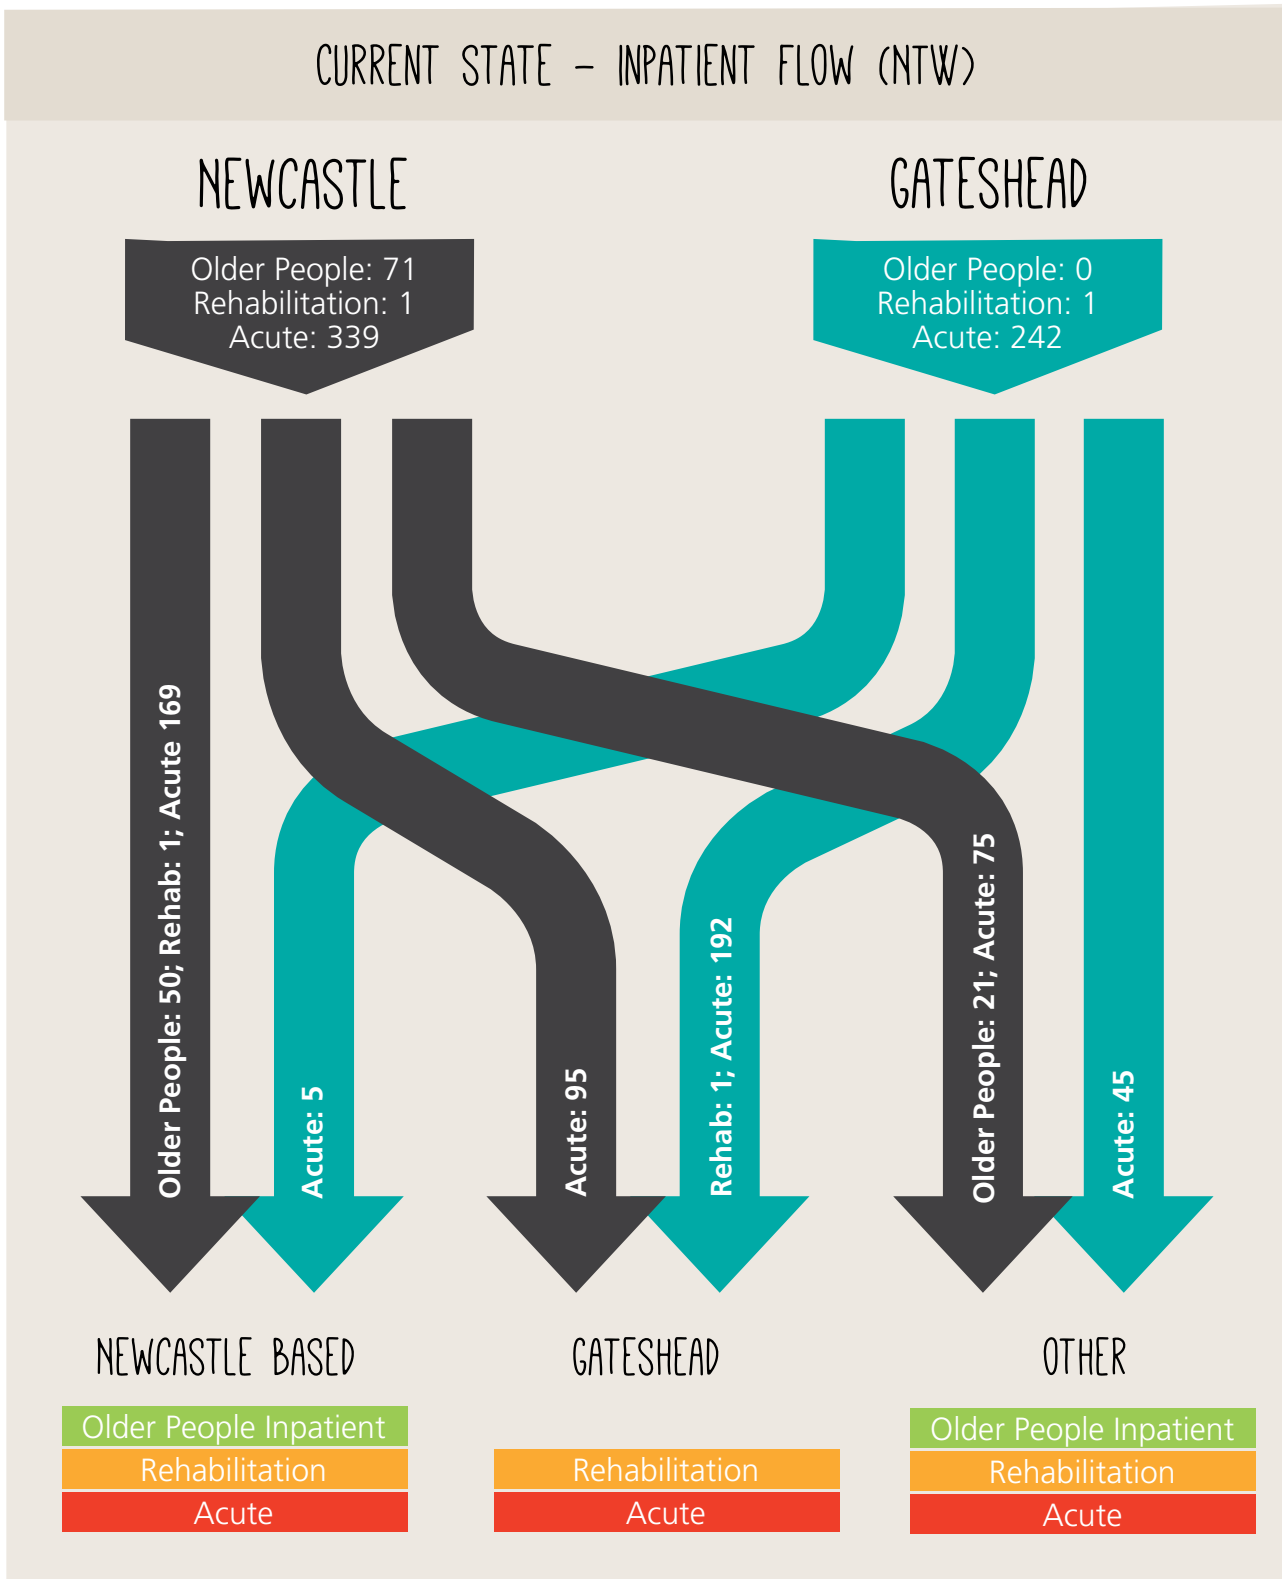 CURRENT STATE – INPATIENT FLOW (NTW)
NEWCASTLE
Older People: 71
Rehabilitation: 1
Acute: 339
GATESHEAD
Older People: 0
Rehabilitation: 1
Acute: 242
Older People: 50; Rehab: 1; Acute 169
Acute: 5
Acute: 95
Rehab: 1; Acute: 192
Older People: 21; Acute: 75
Acute: 45
NEWCASTLE BASED
Older People Inpatient
Rehabilitation
Acute
GATESHEAD
Rehabilitation
Acute
OTHER
Older People Inpatient
Rehabilitation
Acute